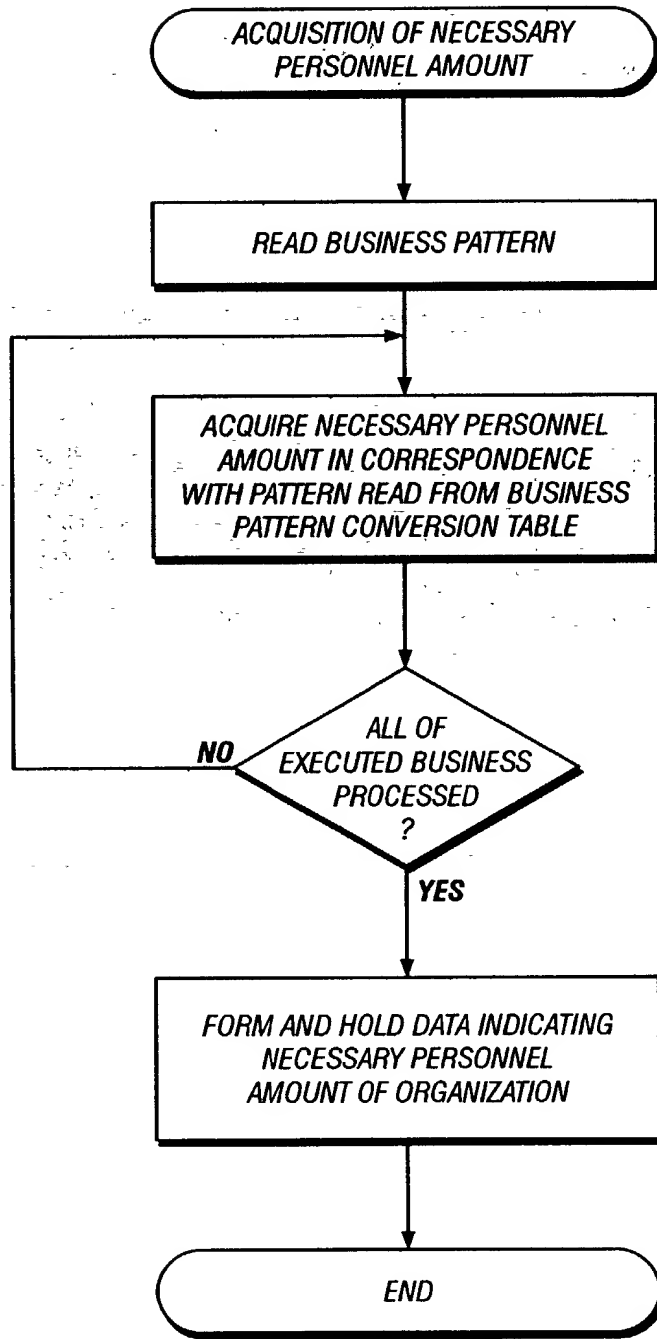 ACQUISITION OF NECESSARY
PERSONNEL AMOUNT
READ BUSINESS PATTERN
ACQUIRE NECESSARY PERSONNEL
AMOUNT IN CORRESPONDENCE
WITH PATTERN READ FROM BUSINESS
PATTERN CONVERSION TABLE
ALL OF
EXECUTED BUSINESS
PROCESSED
?
NO
YES
FORM AND HOLD DATA INDICATING
NECESSARY PERSONNEL
AMOUNT OF ORGANIZATION
END